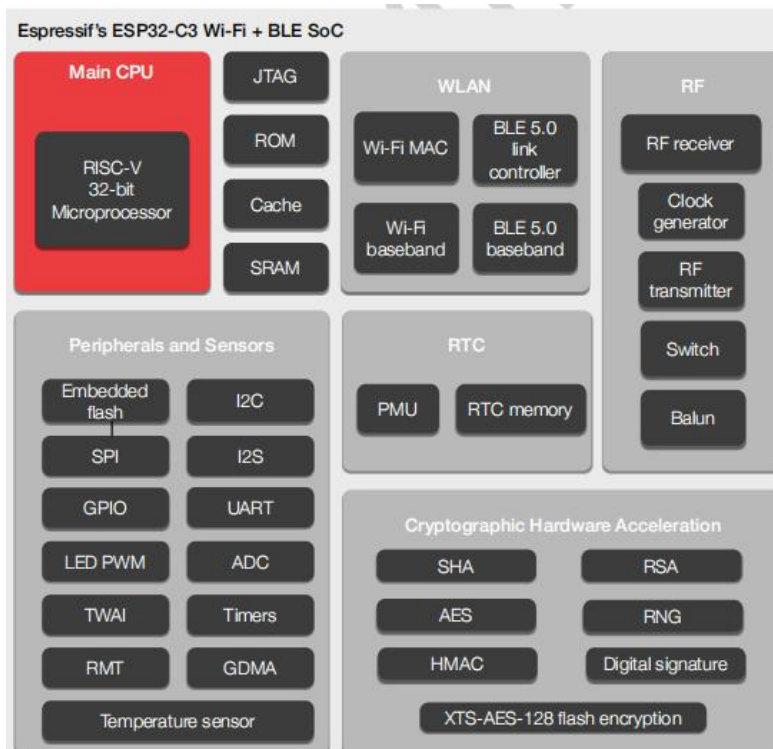 Espressif's ESP32-C3 Wi-Fi + BLE SoC
Main CPU
RISC-V
32-bit
Microprocessor
JTAG
ROM
Cache
SRAM
WLAN
Wi-Fi MAC
BLE 5.0
link
controller
Wi-Fi
baseband
BLE 5.0
baseband
RF
RF receiver
Clock
generator
RF
transmitter
Switch
Balun
Peripherals and Sensors
Embedded
flash
I2C
SPI
I2S
GPIO
UART
LED PWM
ADC
TWAI
Timers
RMT
GDMA
Temperature sensor
RTC
PMU
RTC memory
Cryptographic Hardware Acceleration
SHA
RSA
AES
RNG
HMAC
Digital signature
XTS-AES-128 flash encryption